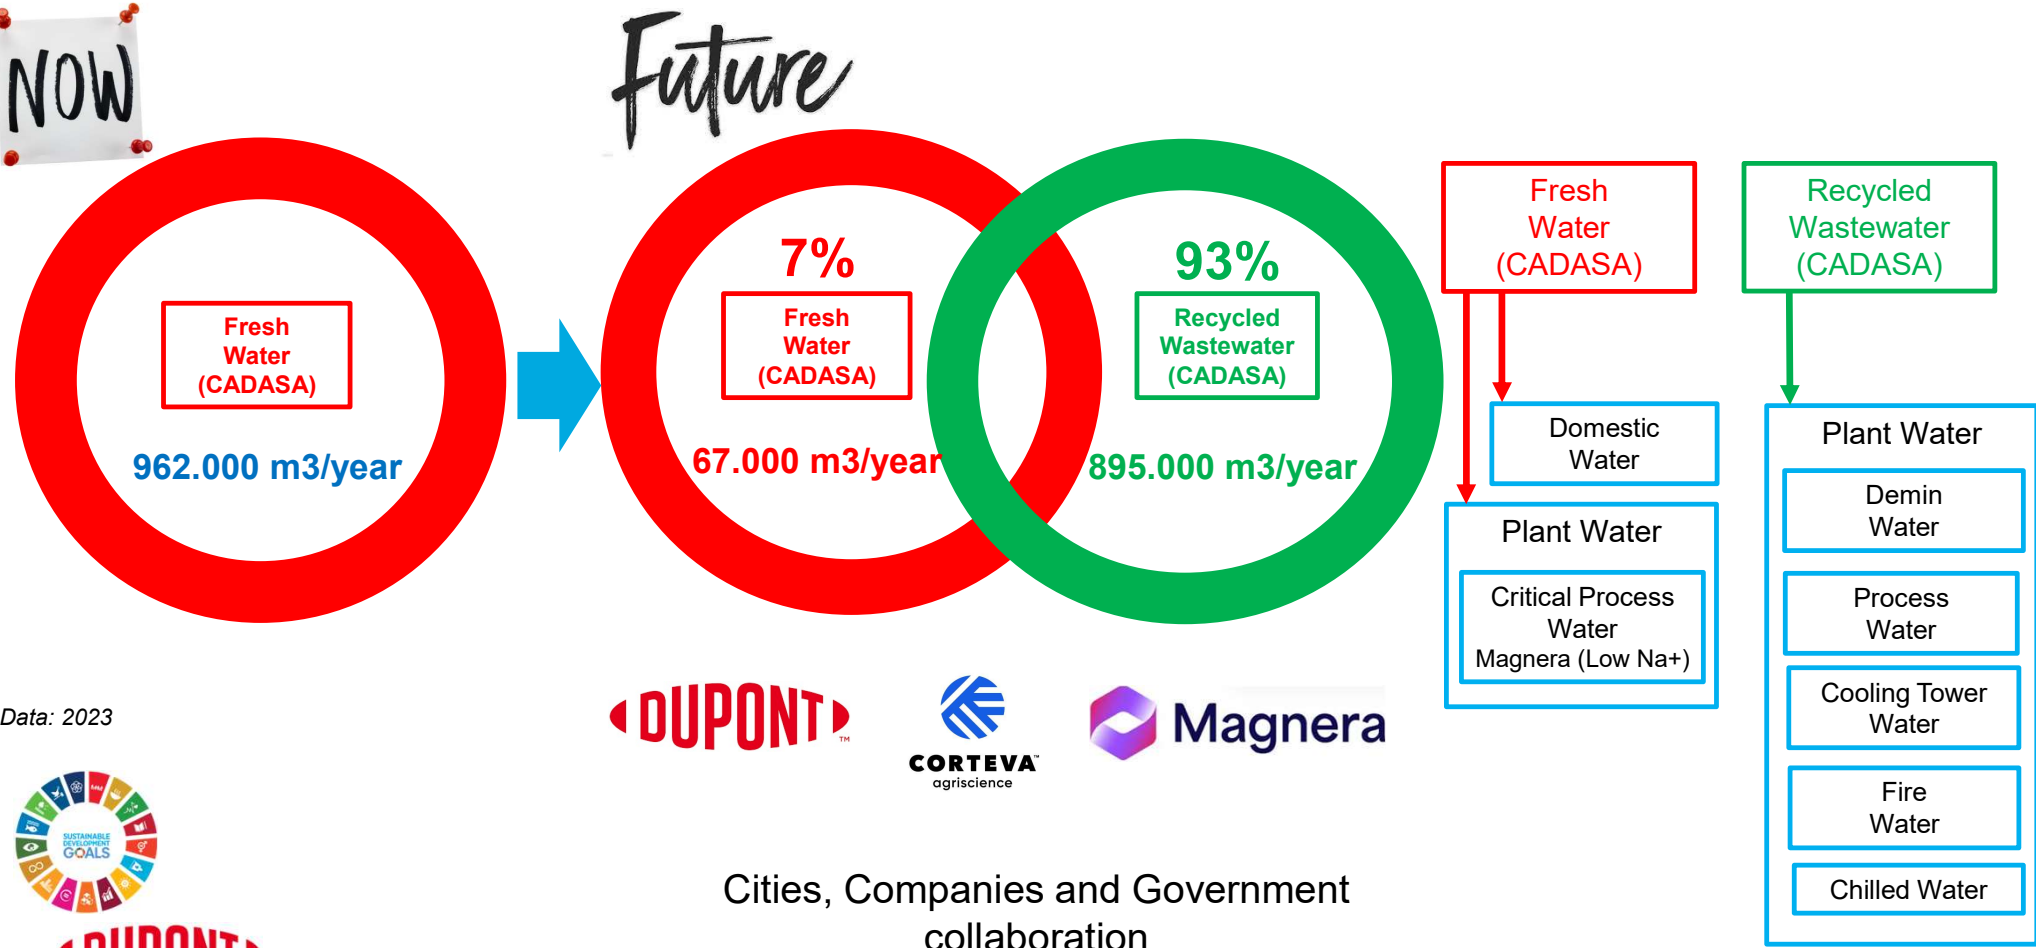 NOW
Future
Fresh
Water
(CADASA)
962.000 m3/year
7%
Fresh
Water
(CADASA)
67.000 m3/year
93%
Recycled
Wastewater
(CADASA)
895.000 m3/year
Fresh
Water
(CADASA)
Domestic
Water
Plant Water
Critical Process
Water
Magnera (Low Na+)
Recycled
Wastewater
(CADASA)
Plant Water
Demin
Water
Process
Water
Cooling Tower
Water
Fire
Water
Chilled Water
Data: 2023
DUPONT™
CORTEVA™
agriscience
Magnera
SUSTAINABLE
DEVELOPMENT
GOALS
DUPONT
Cities, Companies and Government
collaboration